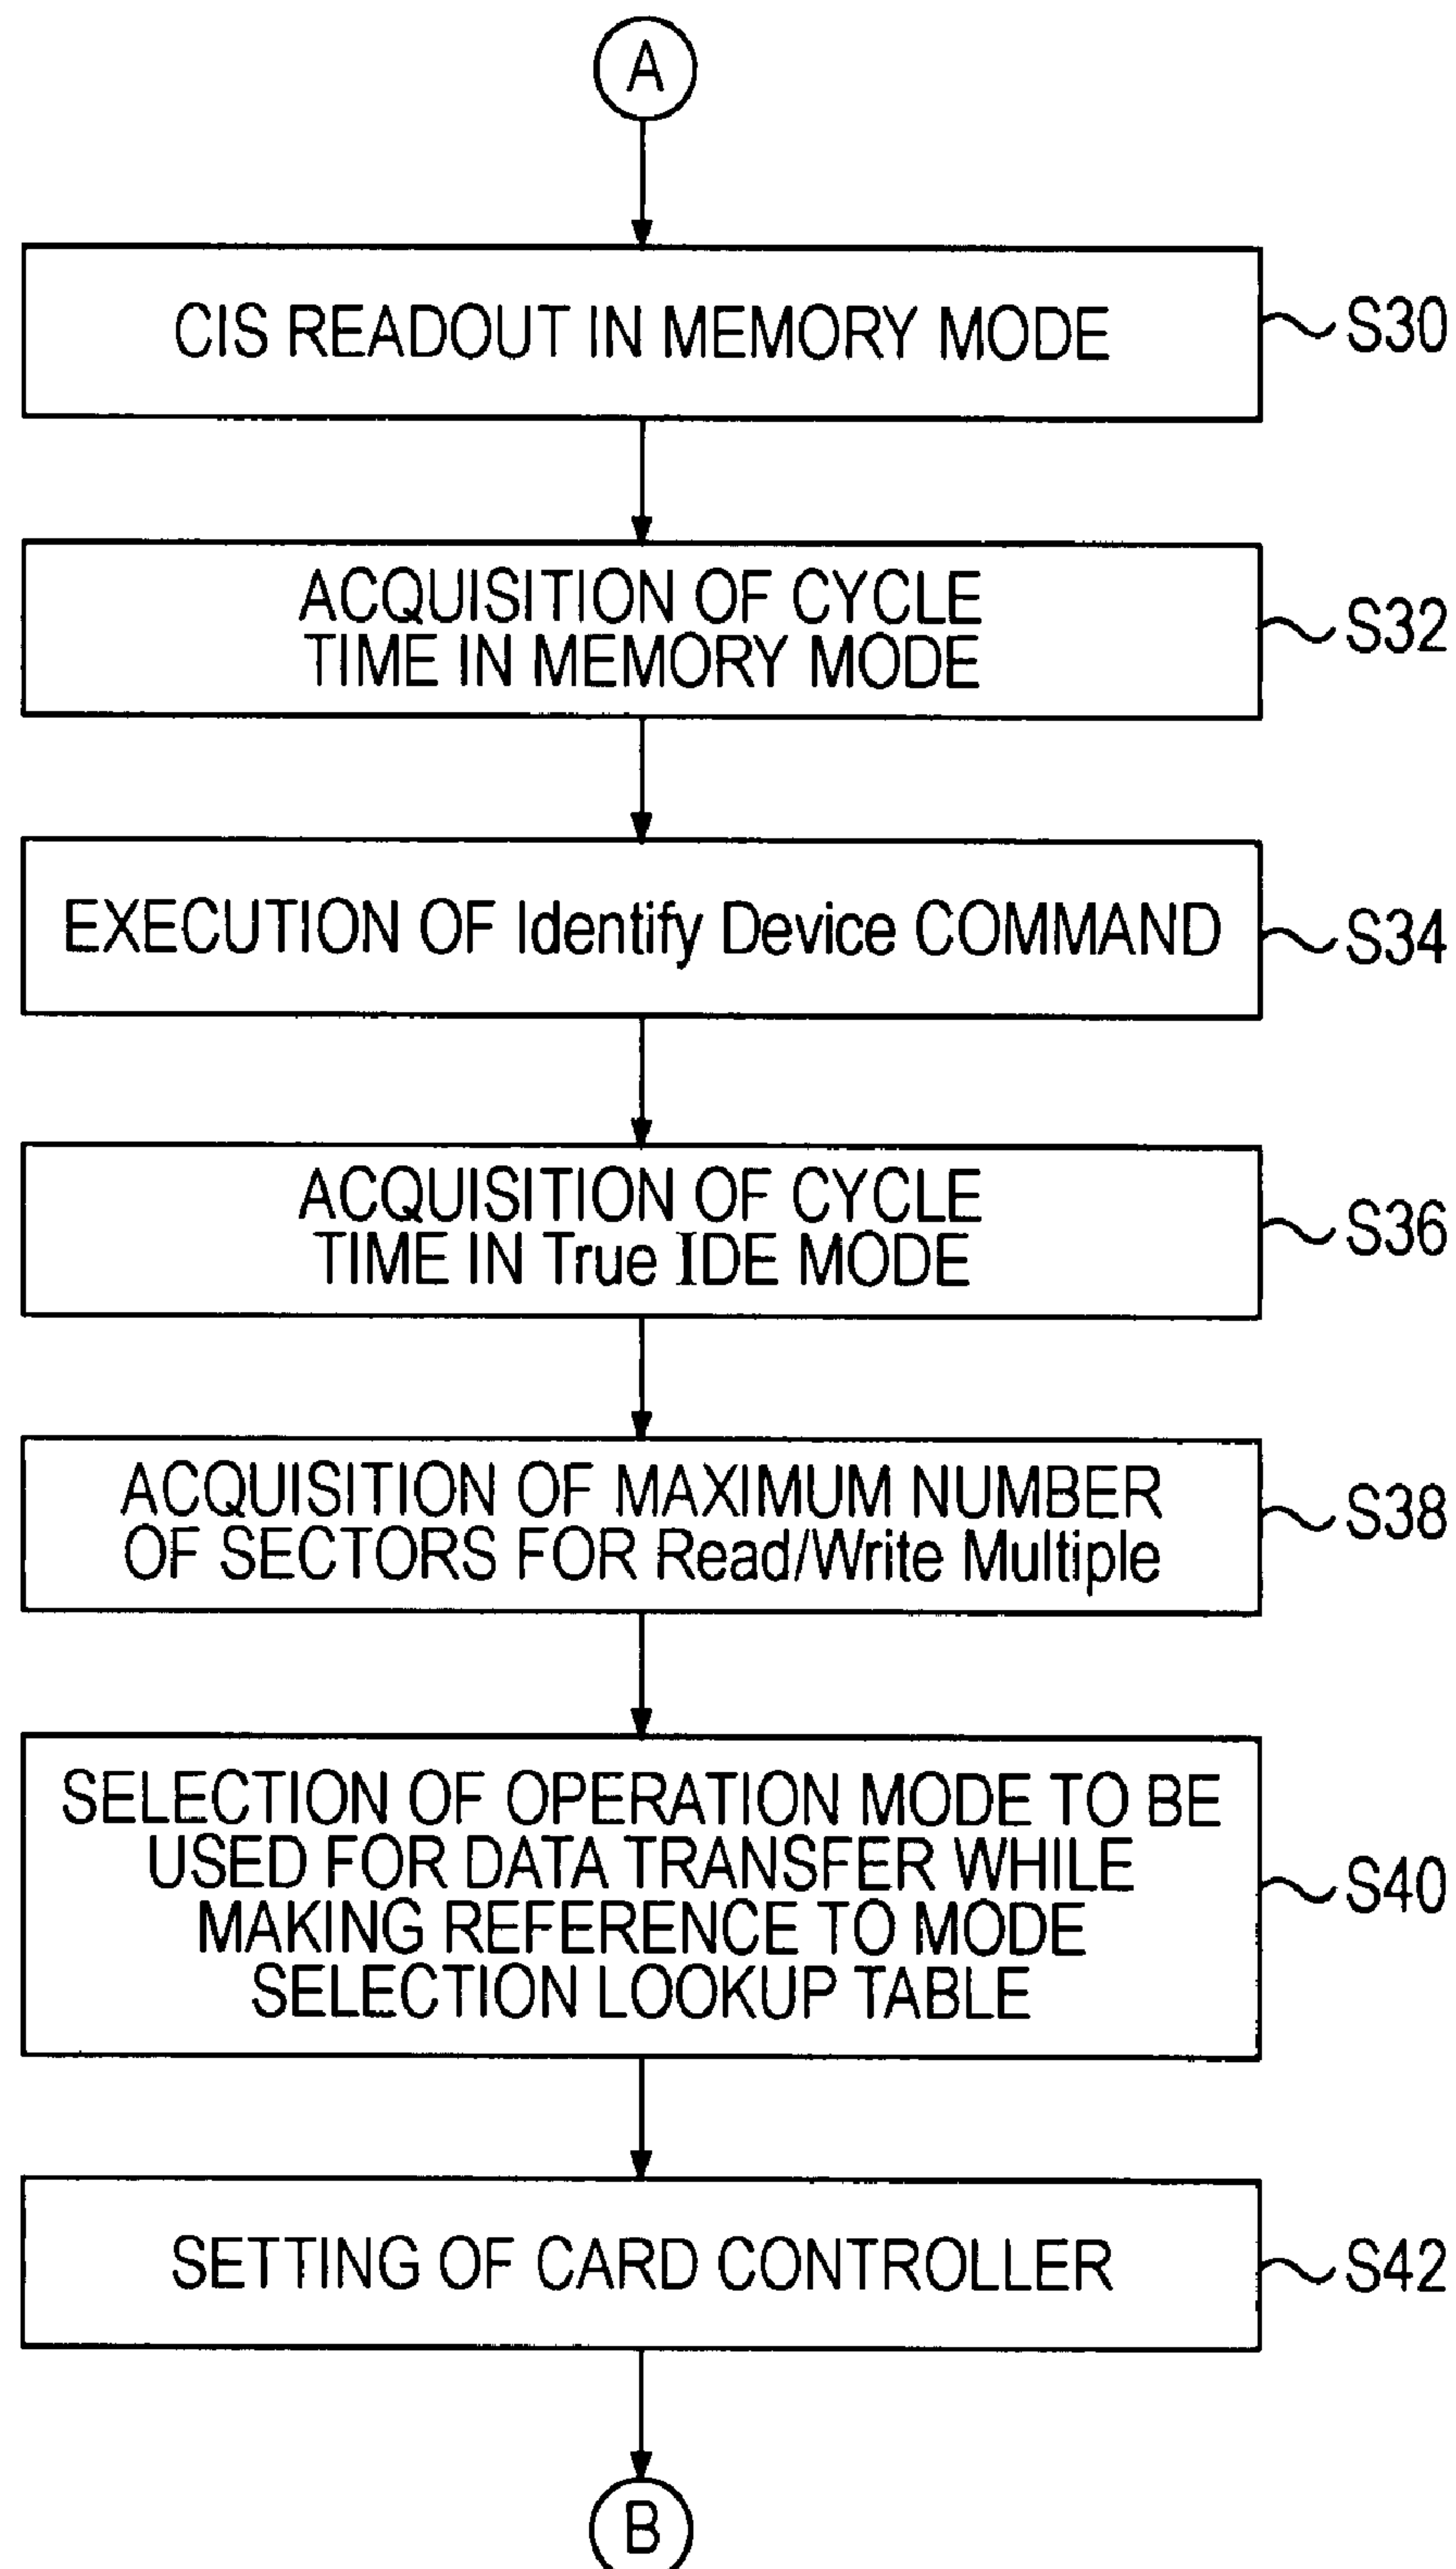 A
CIS READOUT IN MEMORY MODE
S30
ACQUISITION OF CYCLE
TIME IN MEMORY MODE
S32
EXECUTION OF Identify Device COMMAND
S34
ACQUISITION OF CYCLE
TIME IN True IDE MODE
S36
ACQUISITION OF MAXIMUM NUMBER
OF SECTORS FOR Read/Write Multiple
S38
SELECTION OF OPERATION MODE TO BE
USED FOR DATA TRANSFER WHILE
MAKING REFERENCE TO MODE
SELECTION LOOKUP TABLE
S40
SETTING OF CARD CONTROLLER
S42
B